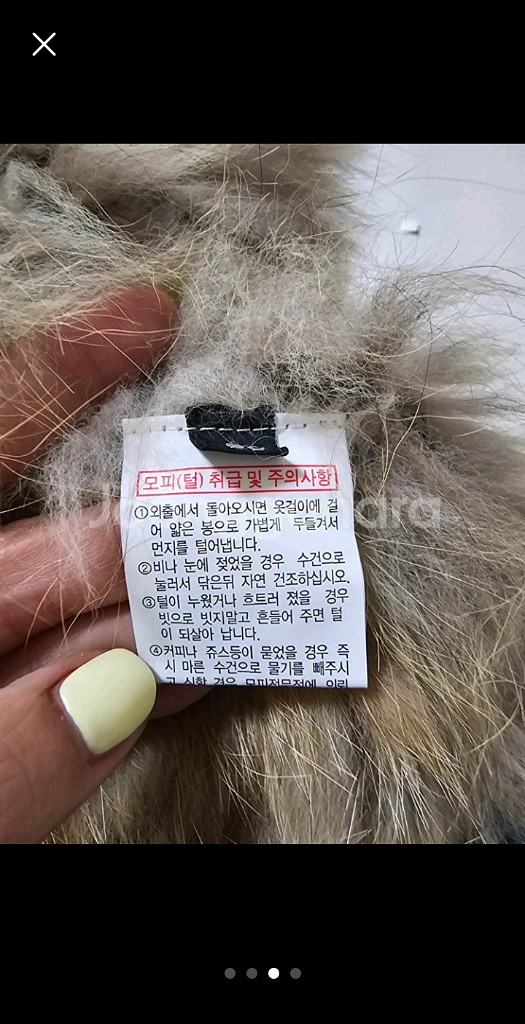 모피(털) 취급 및 주의사항
①외출에서 돌아오시면 옷걸이에 걸
어 얇은 봉으로 가볍게 두들겨서
먼지를 털어냅니다.
②비나 눈에 젖었을 경우 수건으로
눌러서 닦은뒤 자연 건조하십시오.
③털이 누웠거나 흐트러 졌을 경우
빗으로 빗지말고 흔들어 주면 털
이 되살아 납니다.
④커피나 쥬스등이 묻었을 경우 즉
시 마른 수건으로 물기를 빼주시